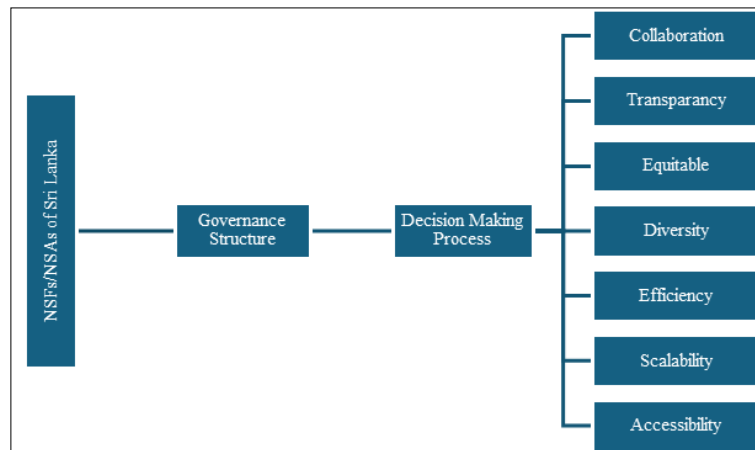 NSFs/NSAs of Sri Lanka
Governance
Structure
Decision Making
Process
Collaboration
Transparancy
Equitable
Diversity
Efficiency
Scalability
Accessibility